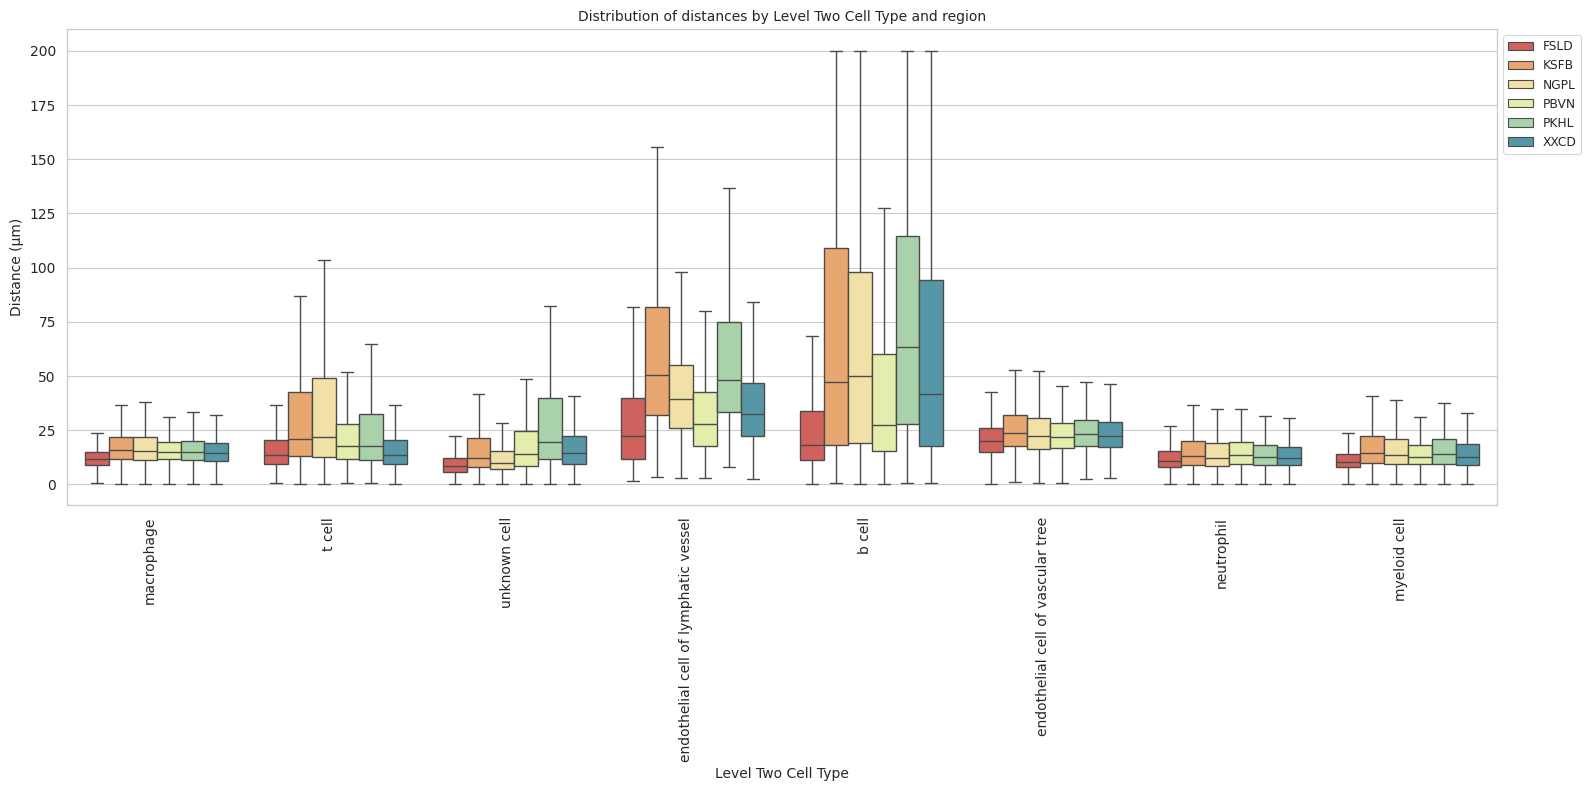 Distribution of distances by Level Two Cell Type and region
Distance (μm)
200
175
150
125
100
75
50
25
0
macrophage
t cell
unknown cell
endothelial cell of lymphatic vessel
b cell
endothelial cell of vascular tree
neutrophil
myeloid cell
Level Two Cell Type
FSLD
KSFB
NGPL
PBVN
PKHL
XXCD